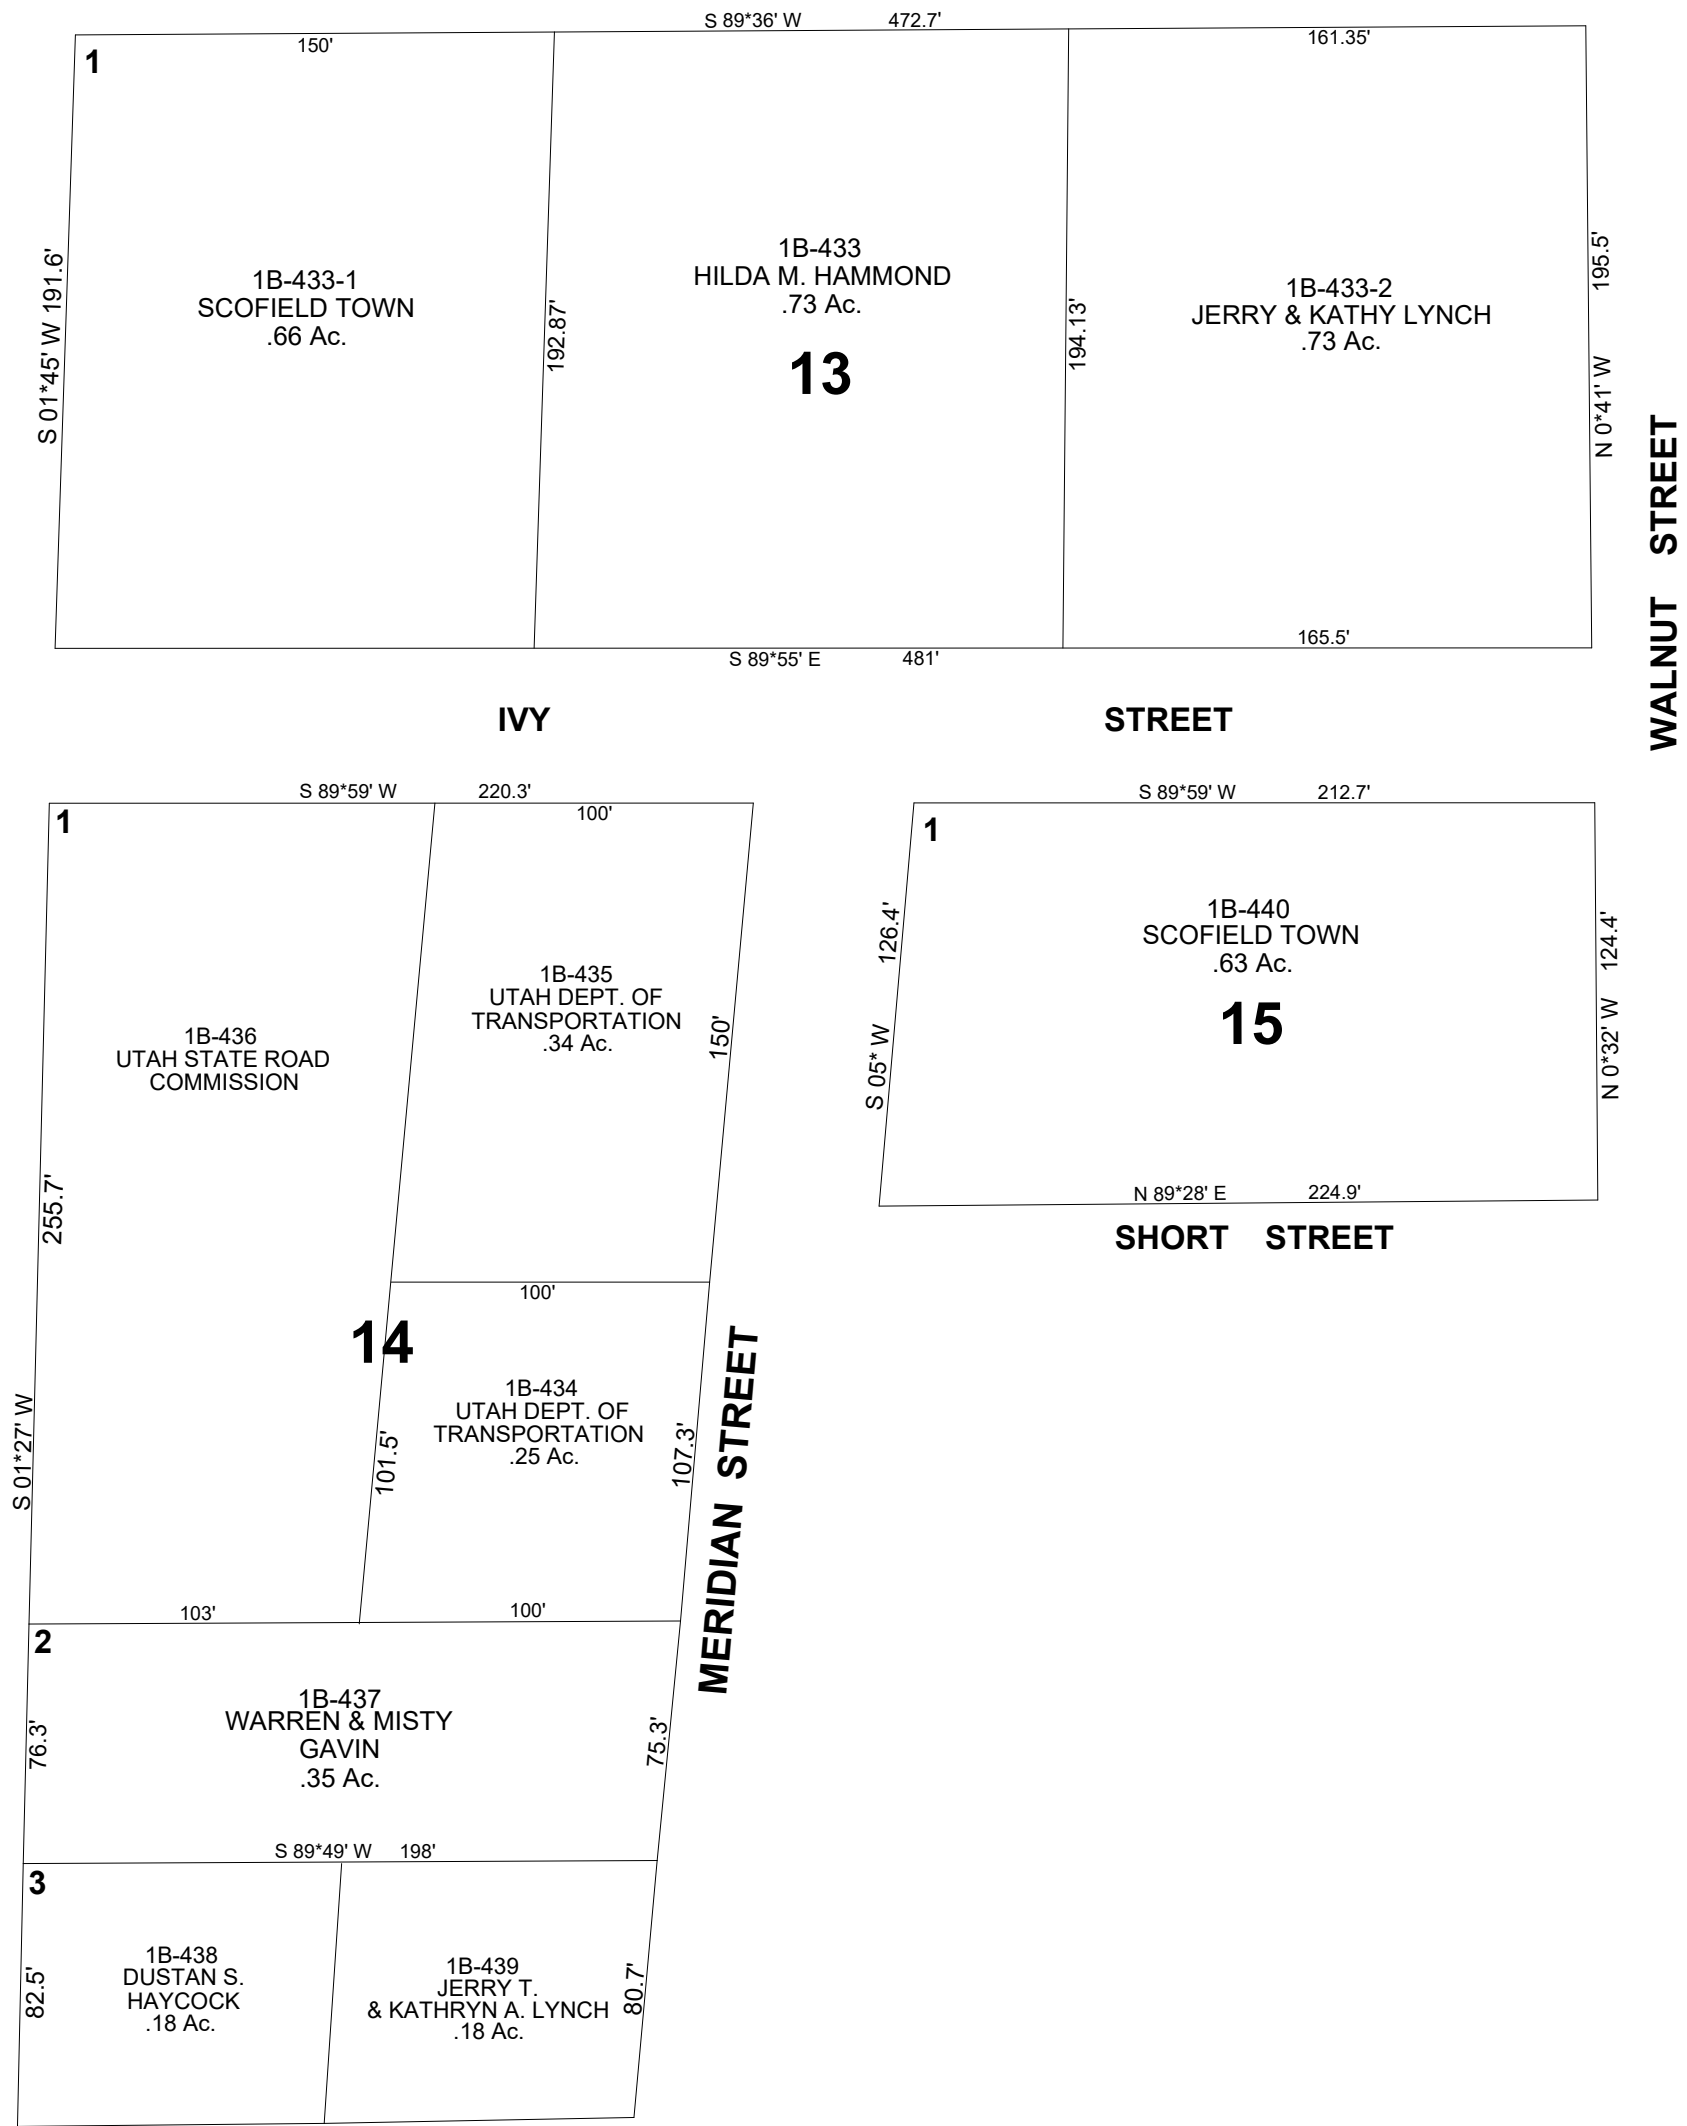 S 89*36' W 472.7'
150'
161.35'
1
S 01*45' W 191.6'
1B-433-1
SCOFIELD TOWN
.66 Ac.
192.87'
1B-433
HILDA M. HAMMOND
.73 Ac.
13
194.13'
1B-433-2
JERRY & KATHY LYNCH
.73 Ac.
N 0*41' W 195.5'
WALNUT STREET
165.5'
S 89*55' E 481'
IVY STREET
S 89*59' W 220.3'
100'
1
1B-436
UTAH STATE ROAD
COMMISSION
1B-435
UTAH DEPT. OF
TRANSPORTATION
.34 Ac.
150'
S 01*27' W 255.7'
100'
14
1B-434
UTAH DEPT. OF
TRANSPORTATION
.25 Ac.
101.5'
107.3'
MERIDIAN STREET
103'
100'
2
1B-437
WARREN & MISTY
GAVIN
.35 Ac.
76.3'
75.3'
S 89*49' W 198'
3
1B-438
DUSTAN S.
HAYCOCK
.18 Ac.
82.5'
1B-439
JERRY T.
& KATHRYN A. LYNCH
.18 Ac.
80.7'
S 89*59' W 212.7'
1
S 05* W 126.4'
1B-440
SCOFIELD TOWN
.63 Ac.
15
N 0*32' W 124.4'
N 89*28' E 224.9'
SHORT STREET